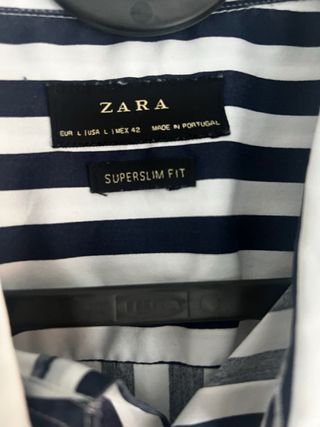 ZARA
EUR L | USA L | MEX 42 MADE IN PORTUGAL
SUPERSLIM FIT